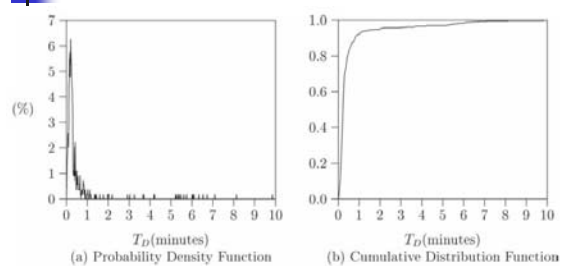 7
6
5
4
3
2
1
0
(%)
0 1 2 3 4 5 6 7 8 9 10
T_D(minutes)
(a) Probability Density Function
1.0
0.8
0.6
0.4
0.2
0.0
0 1 2 3 4 5 6 7 8 9 10
T_D(minutes)
(b) Cumulative Distribution Function